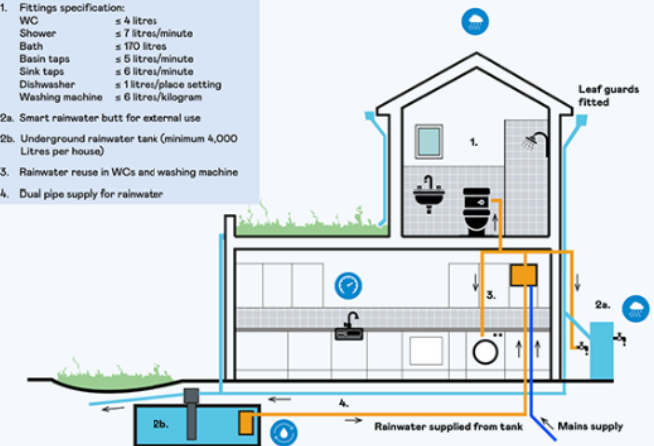 1. Fittings specification:
WC ≤ 4 litres
Shower ≤ 7 litres/minute
Bath ≤ 170 litres
Basin taps ≤ 5 litres/minute
Sink taps ≤ 6 litres/minute
Dishwasher ≤ 1 litres/place setting
Washing machine ≤ 6 litres/kilogram
2a. Smart rainwater butt for external use
2b. Underground rainwater tank (minimum 4,000
Litres per house)
3. Rainwater reuse in WCs and washing machine
4. Dual pipe supply for rainwater
Leaf guards
fitted
1.
3.
2a.
4.
2b.
Rainwater supplied from tank
Mains supply